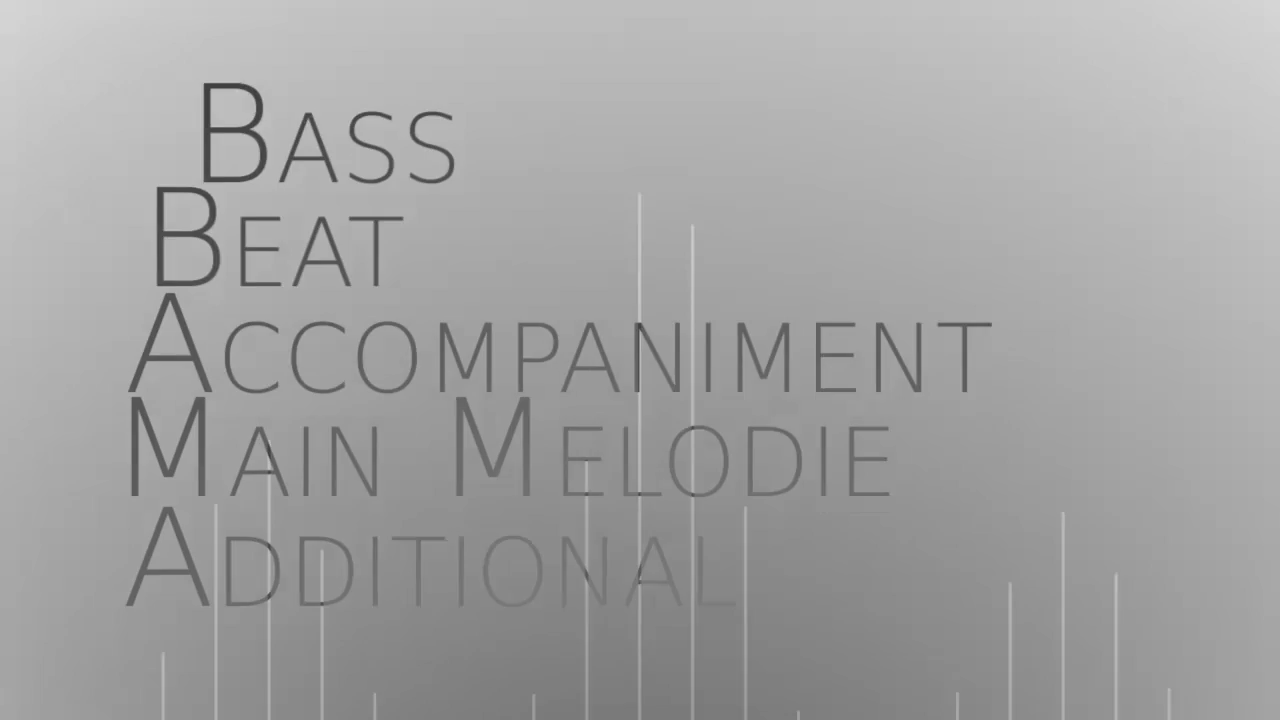 Bass
Beat
Accompaniment
Main Melodie
Additional